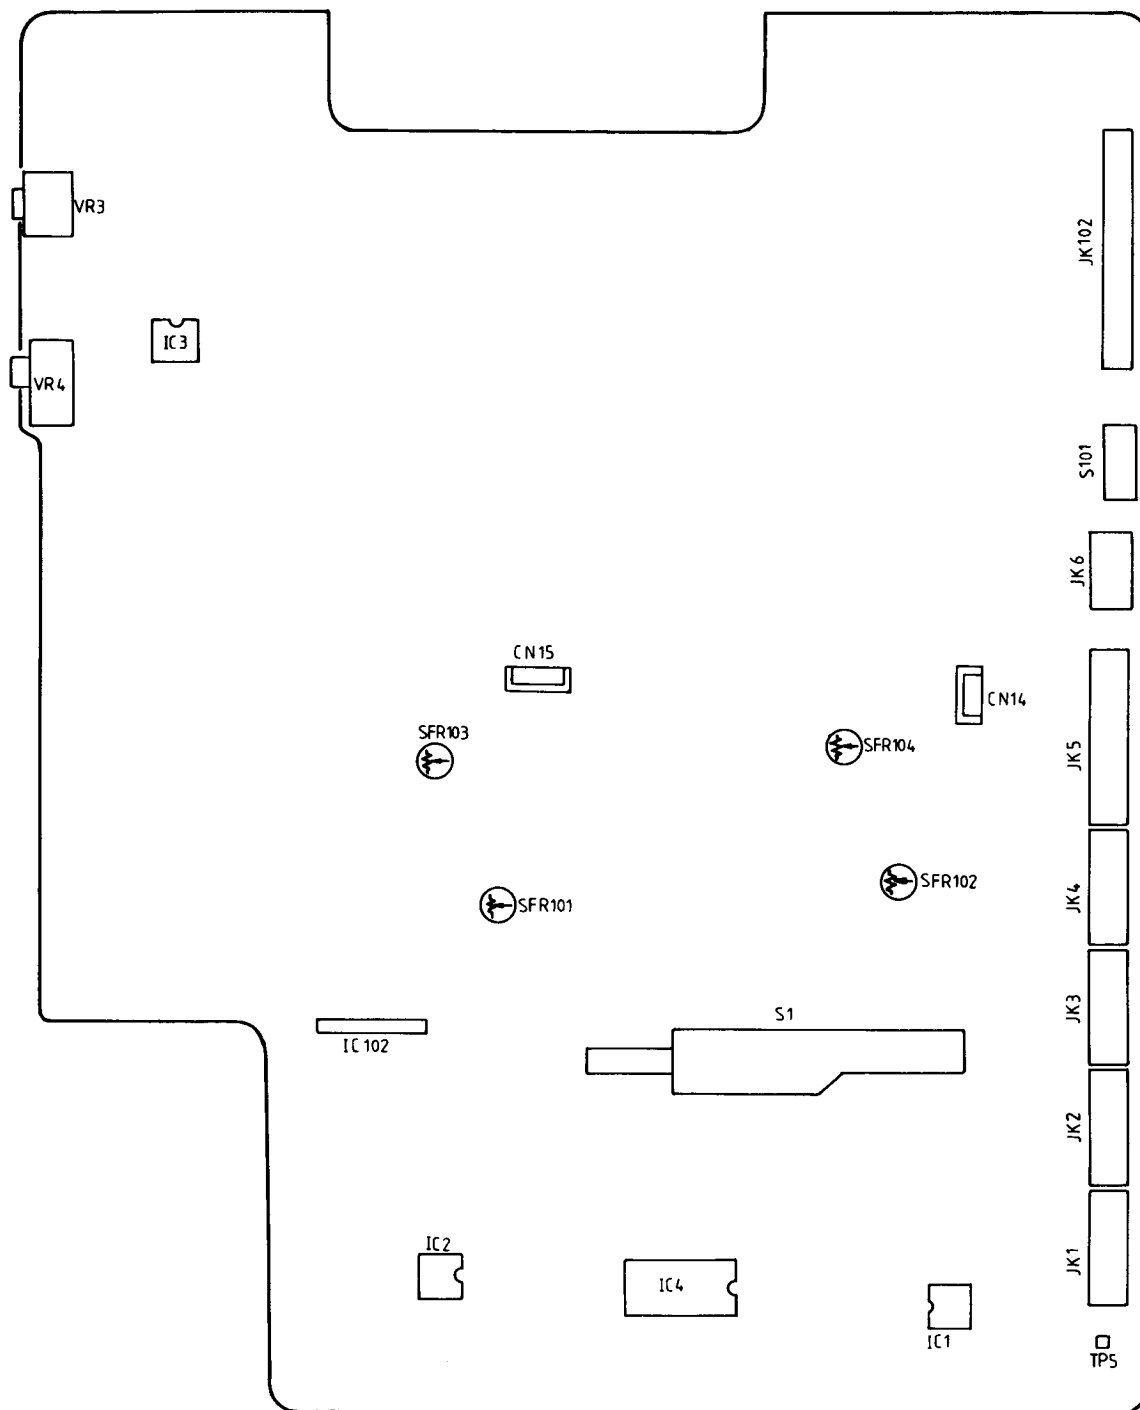 VR3
JK102
IC3
VR4
S101
JK6
CN15
CN14
SFR103
SFR104
JK5
SFR102
SFR101
JK4
S1
JK3
IC102
JK2
IC2
IC4
JK1
IC1
TP5